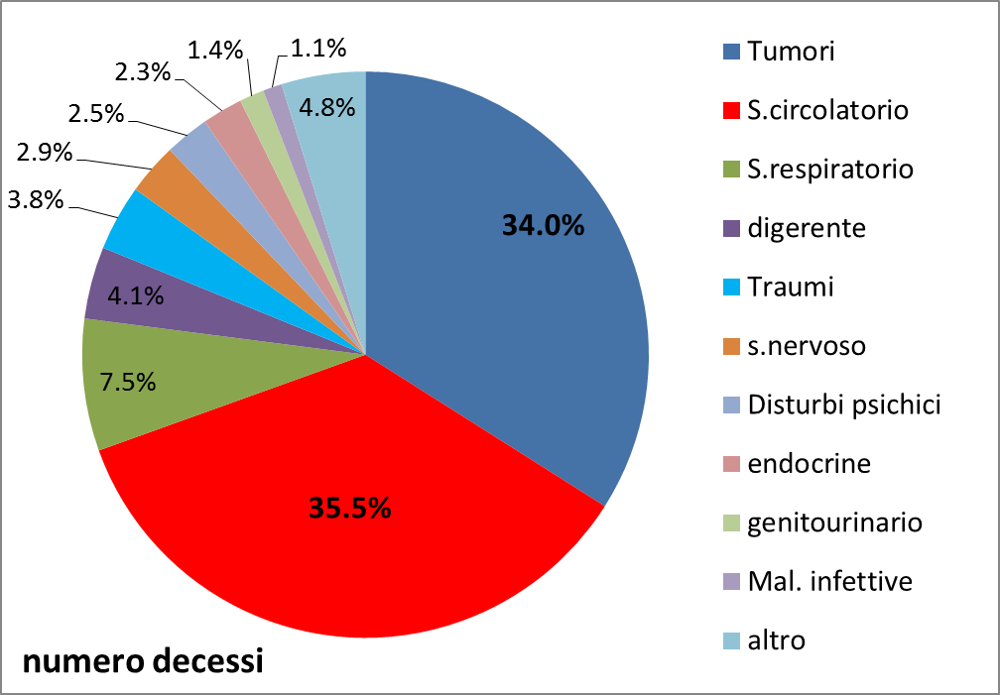 1.4%
1.1%
2.3%
2.5%
2.9%
3.8%
4.8%
34.0%
4.1%
7.5%
35.5%
numero decessi
Tumori
S.circolatorio
S.respiratorio
digerente
Traumi
s.nervoso
Disturbi psichici
endocrine
genitourinario
Mal. infettive
altro